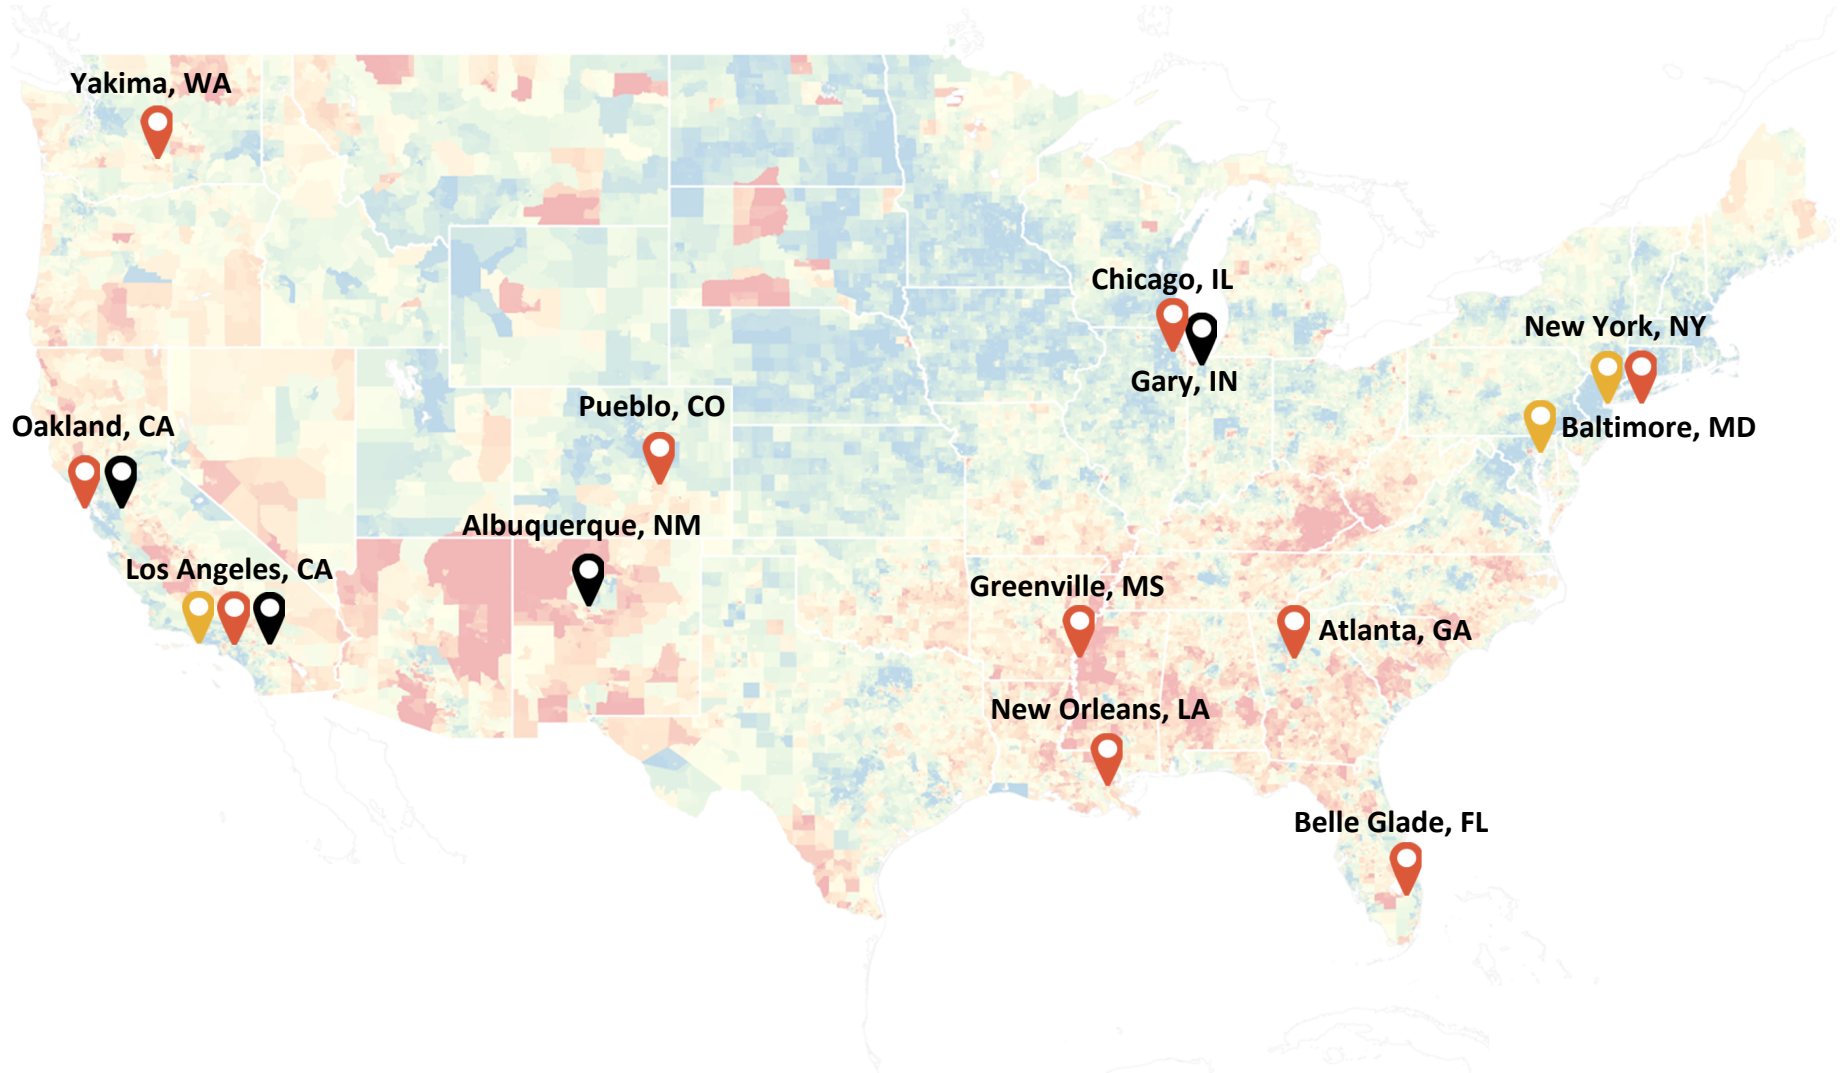 Yakima, WA
Chicago, IL
New York, NY
Gary, IN
Pueblo, CO
Oakland, CA
Baltimore, MD
Albuquerque, NM
Los Angeles, CA
Greenville, MS
Atlanta, GA
New Orleans, LA
Belle Glade, FL